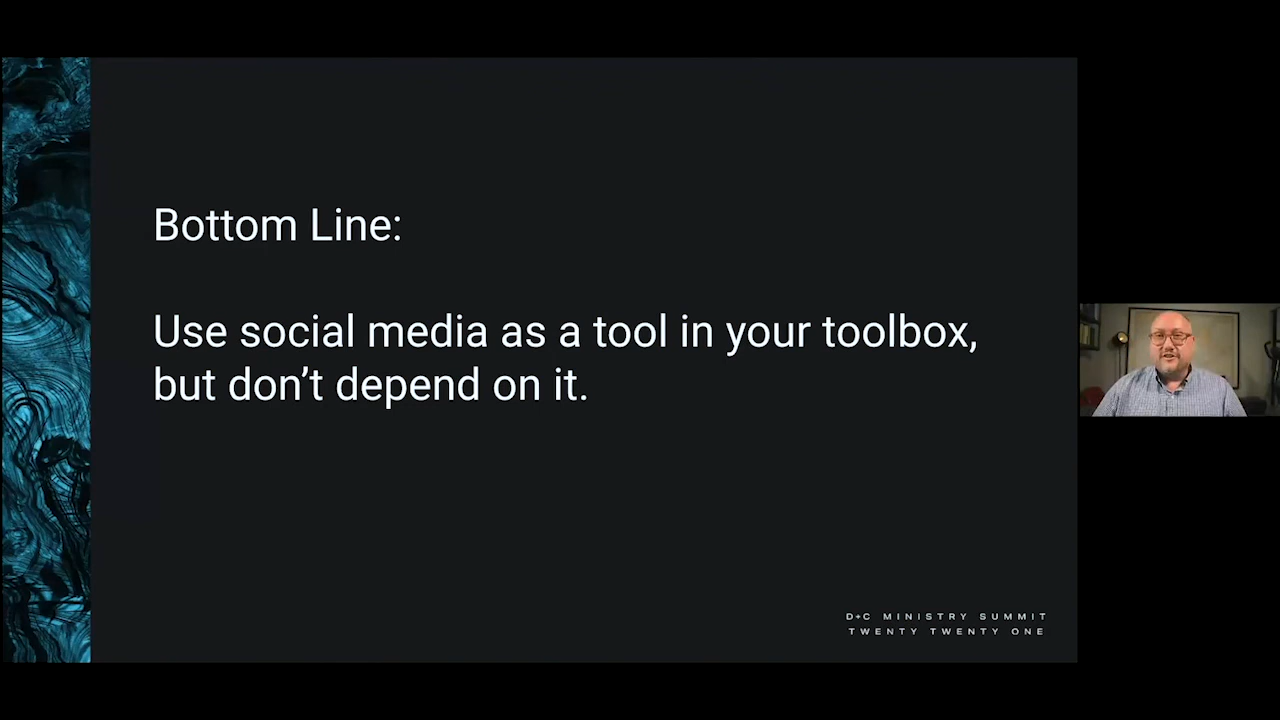 Bottom Line:
Use social media as a tool in your toolbox,
but don’t depend on it.
D+C MINISTRY SUMMIT
TWENTY TWENTY ONE